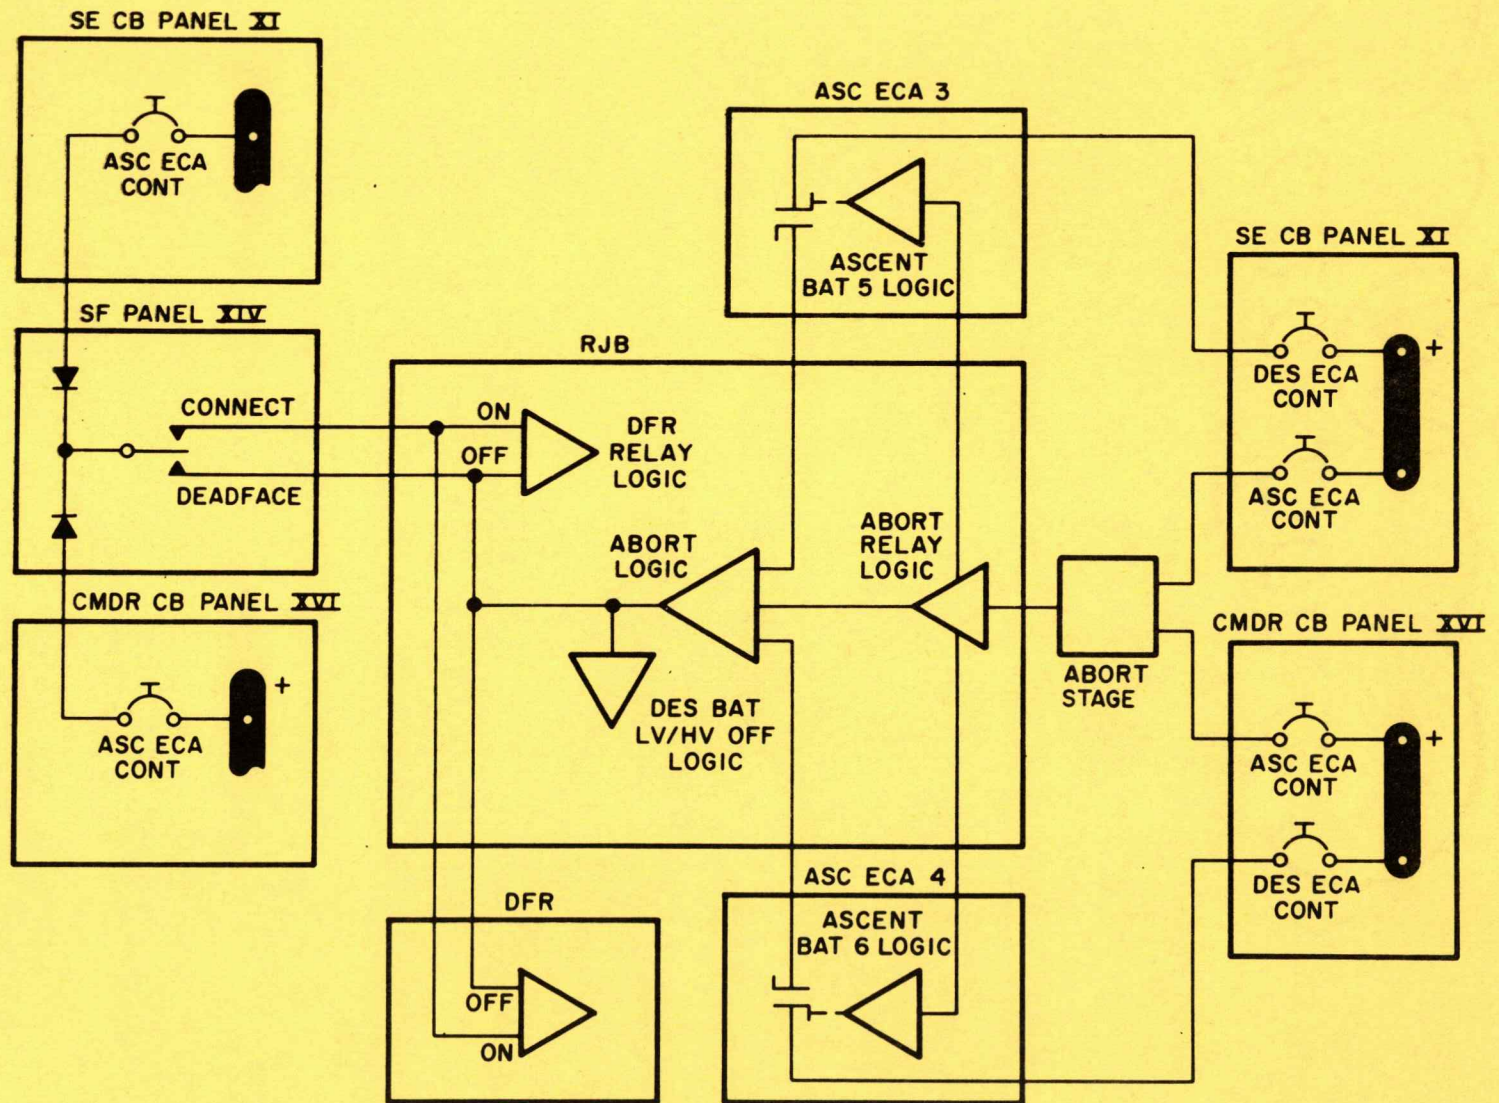 SE CB PANEL XI
ASC ECA
CONT
SF PANEL XIV
CONNECT
DEADFACE
CMDR CB PANEL XVI
+
ASC ECA
CONT
RJB
ON
OFF
DFR
RELAY
LOGIC
ABORT
LOGIC
ABORT
RELAY
LOGIC
DES BAT
LV/HV OFF
LOGIC
DFR
OFF
ON
ASC ECA 3
ASCENT
BAT 5 LOGIC
ASC ECA 4
ASCENT
BAT 6 LOGIC
ABORT
STAGE
SE CB PANEL XI
+
DES ECA
CONT
ASC ECA
CONT
CMDR CB PANEL XVI
+
ASC ECA
CONT
DES ECA
CONT